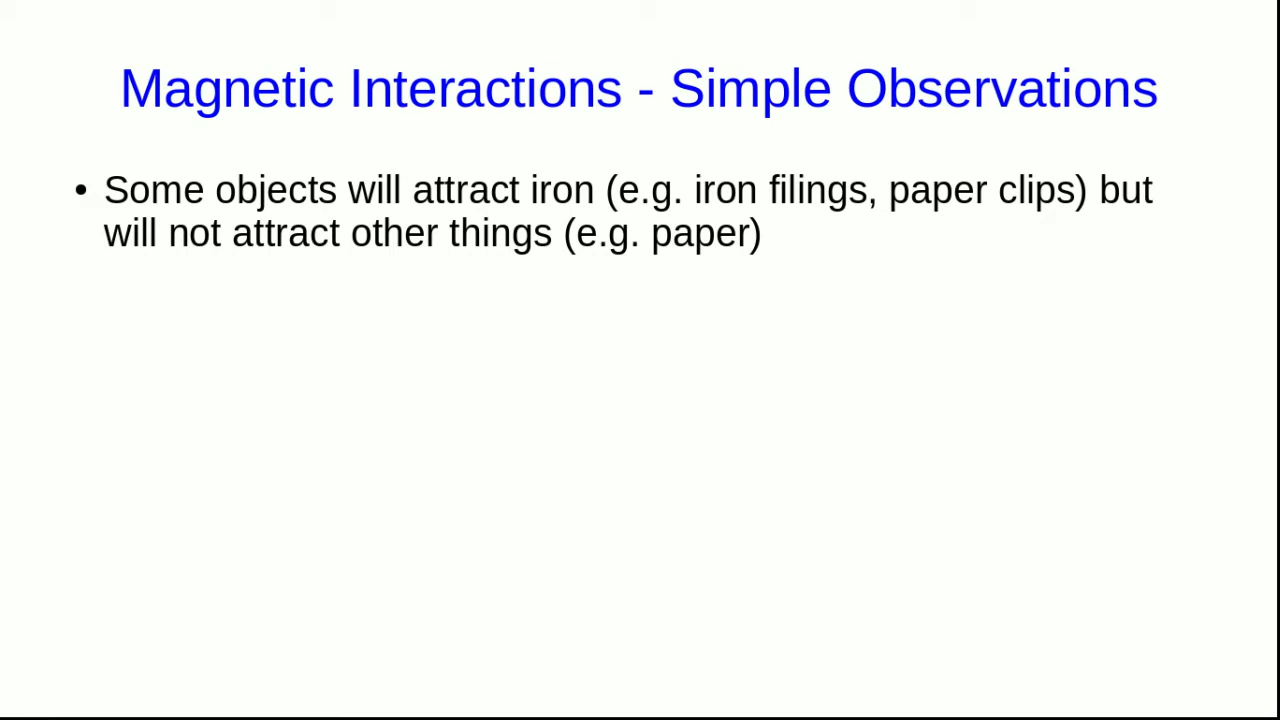 Magnetic Interactions - Simple Observations
• Some objects will attract iron (e.g. iron filings, paper clips) but
will not attract other things (e.g. paper)